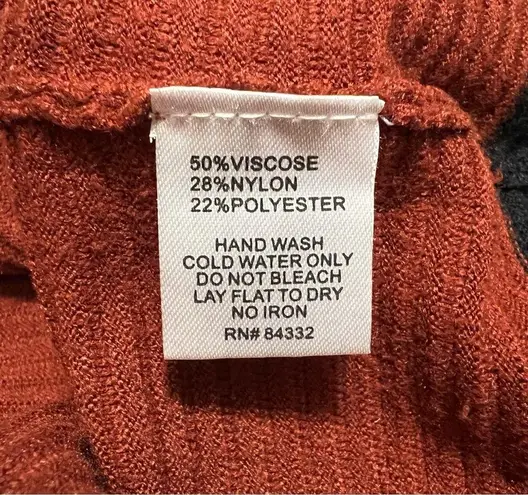 50%VISCOSE
28%NYLON
22%POLYESTER
HAND WASH
COLD WATER ONLY
DO NOT BLEACH
LAY FLAT TO DRY
NO IRON
RN# 84332